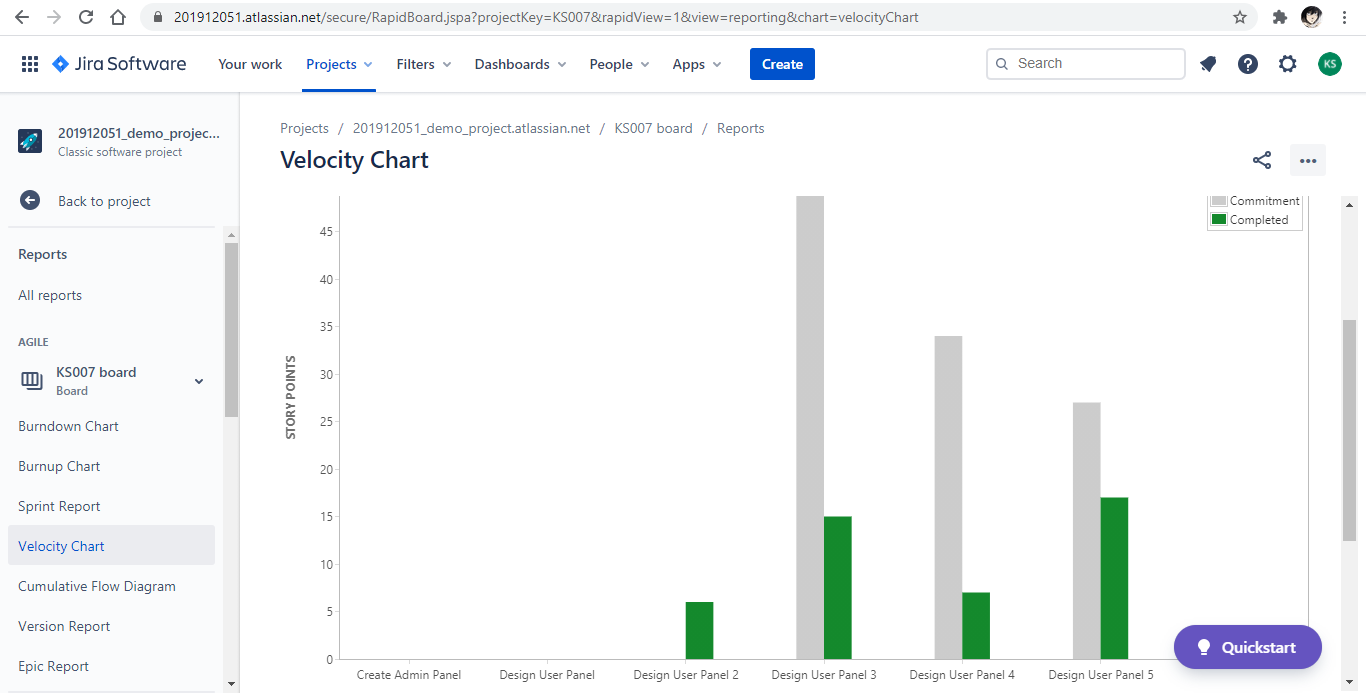 201912051.atlassian.net/secure/RapidBoard.jspa?projectKey=KS007&rapidView=1&view=reporting&chart=velocityChart
Jira Software
Your work
Projects
Filters
Dashboards
People
Apps
Create
Search
KS
201912051_demo_projec...
Classic software project
Back to project
Reports
All reports
AGILE
KS007 board
Board
Burndown Chart
Burnup Chart
Sprint Report
Velocity Chart
Cumulative Flow Diagram
Version Report
Epic Report
Projects / 201912051_demo_project.atlassian.net / KS007 board / Reports
Velocity Chart
Commitment
Completed
STORY POINTS
45
40
35
30
25
20
15
10
5
0
Create Admin Panel
Design User Panel
Design User Panel 2
Design User Panel 3
Design User Panel 4
Design User Panel 5
Quickstart